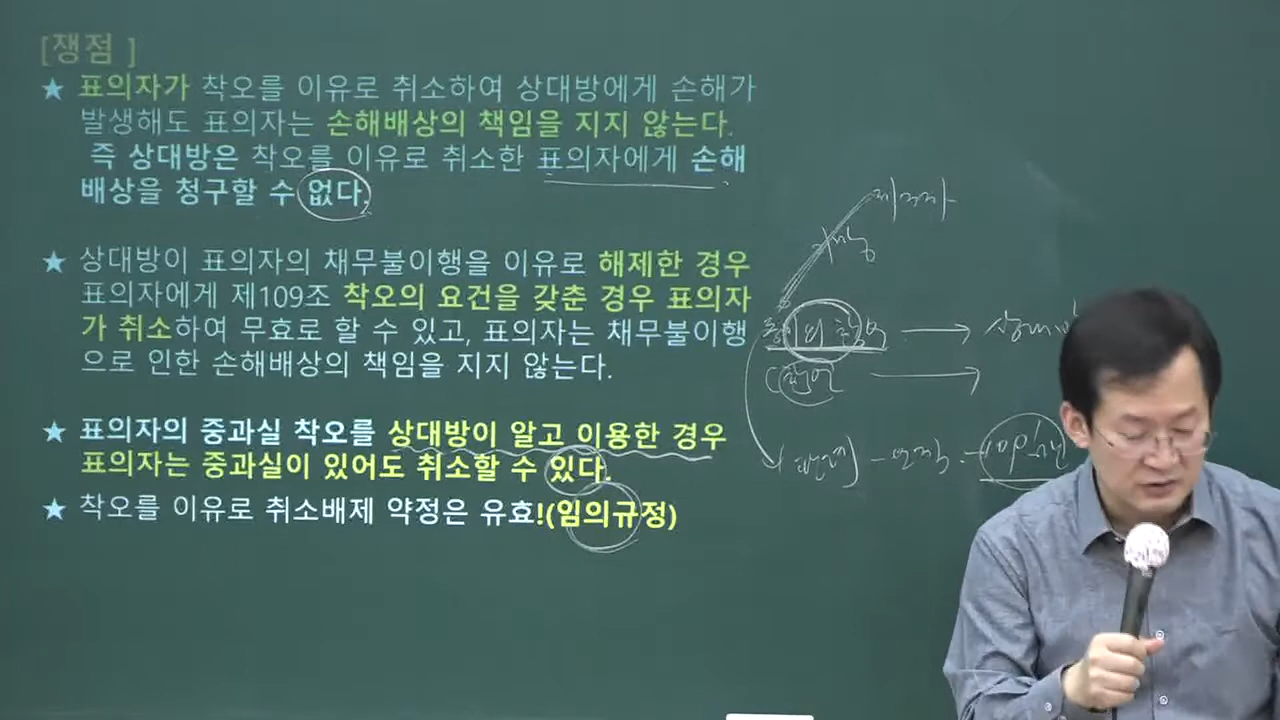 [쟁점 ]
★ 표의자가 착오를 이유로 취소하여 상대방에게 손해가
발생해도 표의자는 손해배상의 책임을 지지 않는다.
즉 상대방은 착오를 이유로 취소한 표의자에게 손해
배상을 청구할 수 없다.
★ 상대방이 표의자의 채무불이행을 이유로 해제한 경우
표의자에게 제109조 착오의 요건을 갖춘 경우 표의자
가 취소하여 무효로 할 수 있고, 표의자는 채무불이행
으로 인한 손해배상의 책임을 지지 않는다.
★ 표의자의 중과실 착오를 상대방이 알고 이용한 경우
표의자는 중과실이 있어도 취소할 수 있다.
★ 착오를 이유로 취소배제 약정은 유효!(임의규정)